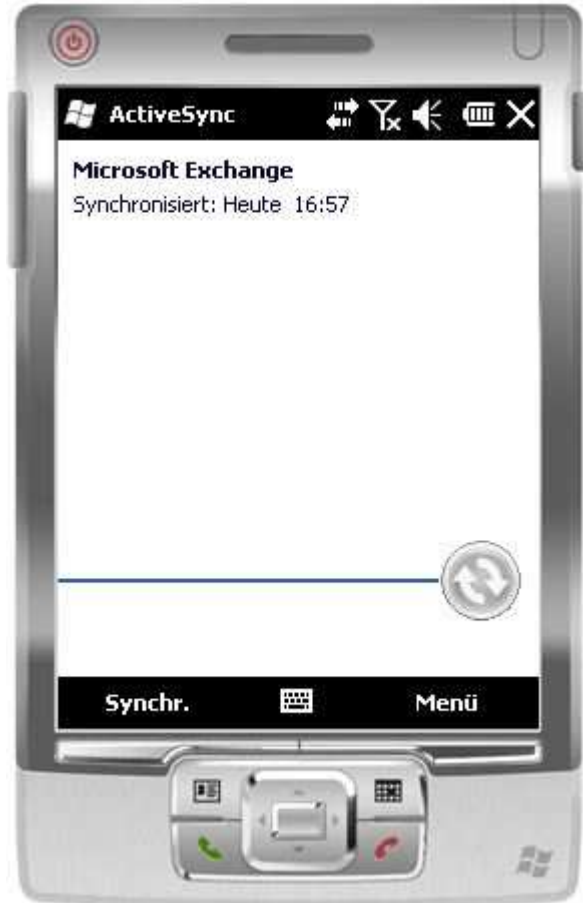 ActiveSync
Microsoft Exchange
Synchronisiert: Heute 16:57
Synchr.
Menü